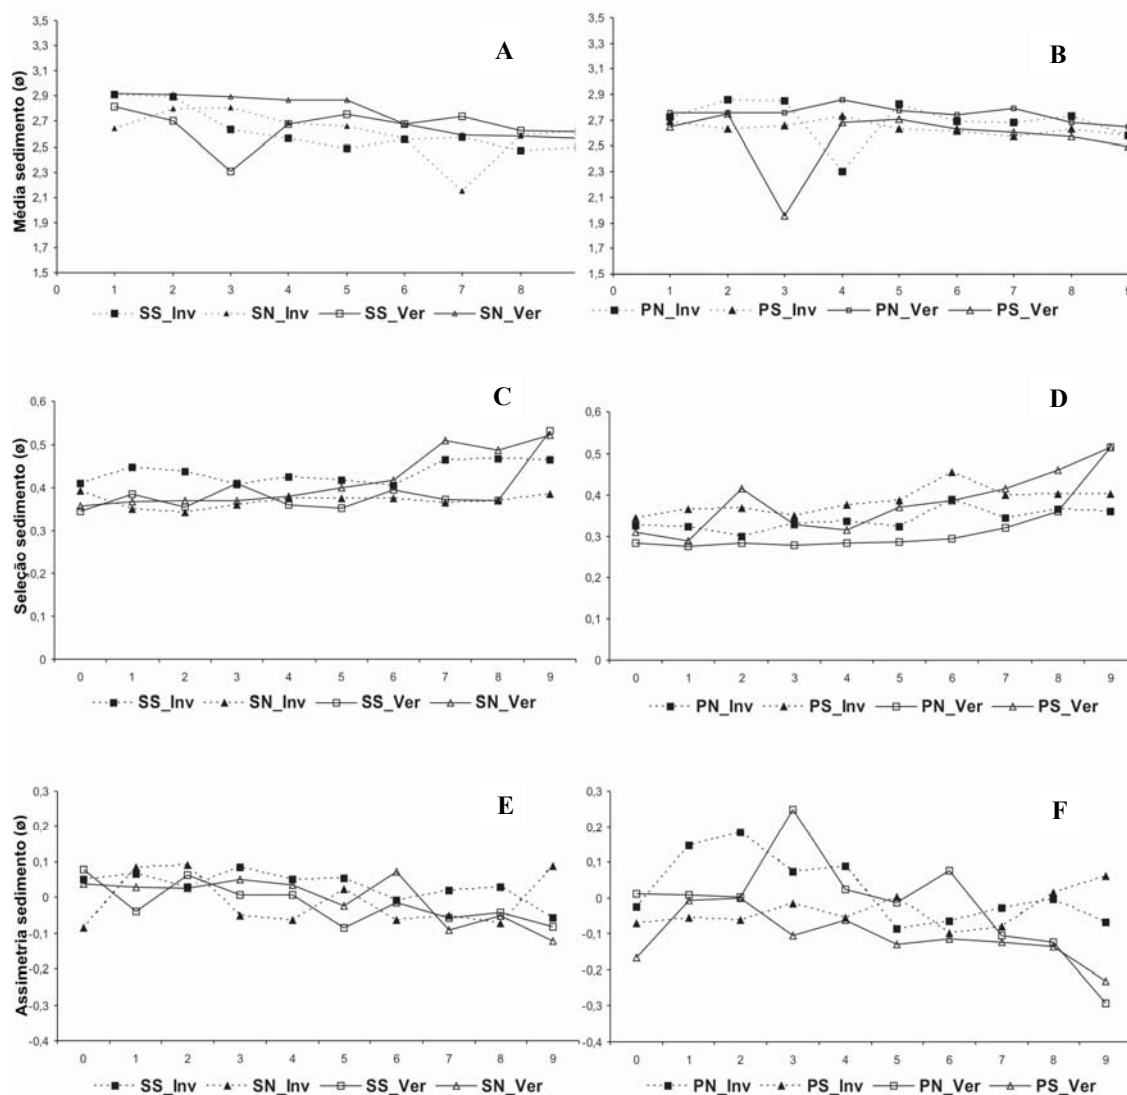 A
Média sedimento (ø)
3,5
3,3
3,1
2,9
2,7
2,5
2,3
2,1
1,9
1,7
1,5
0 1 2 3 4 5 6 7 8
SS_Inv SN_Inv SS_Ver SN_Ver
B
3,5
3,3
3,1
2,9
2,7
2,5
2,3
2,1
1,9
1,7
1,5
0 1 2 3 4 5 6 7 8 9
PN_Inv PS_Inv PN_Ver PS_Ver
C
Seleção sedimento (ø)
0,6
0,5
0,4
0,3
0,2
0,1
0
0 1 2 3 4 5 6 7 8 9
SS_Inv SN_Inv SS_Ver SN_Ver
D
0,6
0,5
0,4
0,3
0,2
0,1
0
0 1 2 3 4 5 6 7 8 9
PN_Inv PS_Inv PN_Ver PS_Ver
E
Assimetria sedimento (ø)
0,3
0,2
0,1
0
-0,1
-0,2
-0,3
-0,4
0 1 2 3 4 5 6 7 8 9
SS_Inv SN_Inv SS_Ver SN_Ver
F
0,3
0,2
0,1
0
-0,1
-0,2
-0,3
-0,4
0 1 2 3 4 5 6 7 8 9
PN_Inv PS_Inv PN_Ver PS_Ver